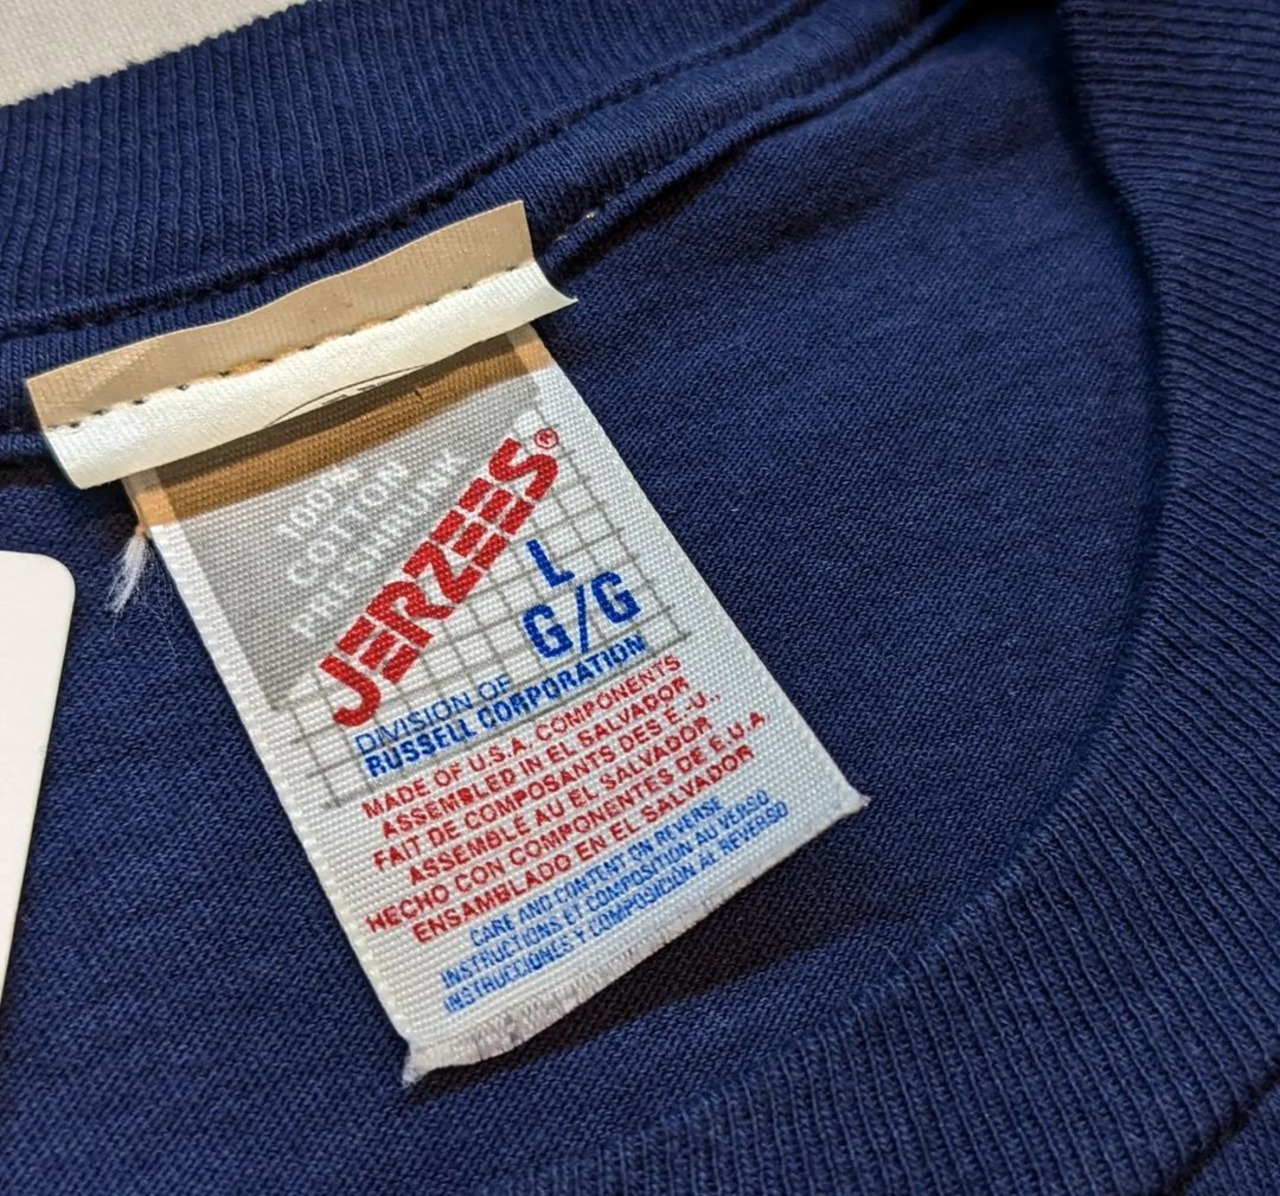 100%
COTTON
PRESHRUNK
JERZEES®
L
G/G
DIVISION OF
RUSSELL CORPORATION
MADE OF U.S.A. COMPONENTS
ASSEMBLED IN EL SALVADOR
FAIT DE COMPOSANTS DES E.-U.,
ASSEMBLE AU EL SALVADOR
HECHO CON COMPONENTES DE E.U.A.
ENSAMBLADO EN EL SALVADOR
CARE AND CONTENT ON REVERSE
INSTRUCTIONS ET COMPOSITION AU VERSO
INSTRUCCIONES Y COMPOSICIÓN AL REVERSO